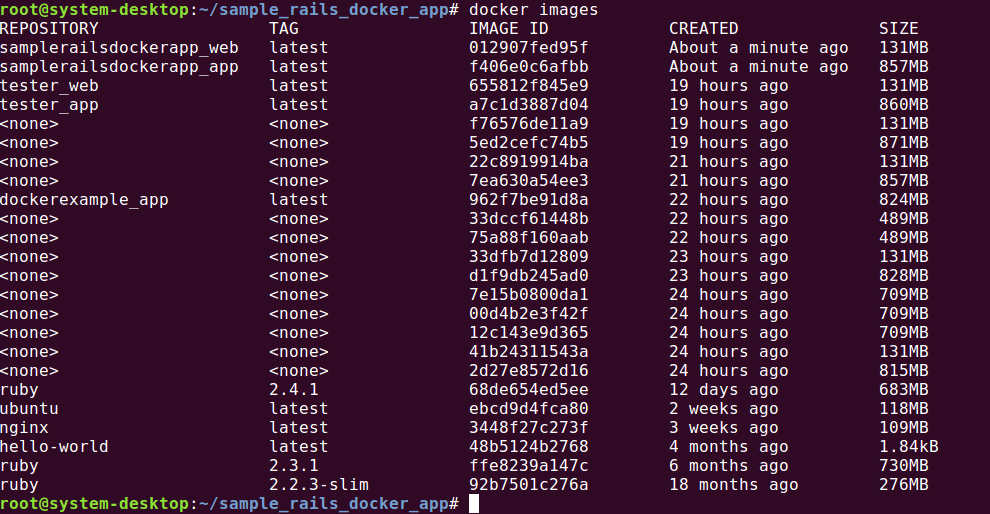 root@system-desktop:~/sample_rails_docker_app# docker images
REPOSITORY TAG IMAGE ID CREATED SIZE
samplerailsdockerapp_web latest 012907fed95f About a minute ago 131MB
samplerailsdockerapp_app latest f406e0c6afbb About a minute ago 857MB
tester_web latest 655812f845e9 19 hours ago 131MB
tester_app latest a7c1d3887d04 19 hours ago 860MB
<none> <none> f76576de11a9 19 hours ago 131MB
<none> <none> 5ed2cefc74b5 19 hours ago 871MB
<none> <none> 22c8919914ba 21 hours ago 131MB
<none> <none> 7ea630a54ee3 21 hours ago 857MB
dockerexample_app latest 962f7be91d8a 22 hours ago 824MB
<none> <none> 33dccf61448b 22 hours ago 489MB
<none> <none> 75a88f160aab 22 hours ago 489MB
<none> <none> 33dfb7d12809 23 hours ago 131MB
<none> <none> d1f9db245ad0 23 hours ago 828MB
<none> <none> 7e15b0800da1 24 hours ago 709MB
<none> <none> 00d4b2e3f42f 24 hours ago 709MB
<none> <none> 12c143e9d365 24 hours ago 709MB
<none> <none> 41b24311543a 24 hours ago 131MB
<none> <none> 2d27e8572d16 24 hours ago 815MB
ruby 2.4.1 68de654ed5ee 12 days ago 683MB
ubuntu latest ebcd9d4fca80 2 weeks ago 118MB
nginx latest 3448f27c273f 3 weeks ago 109MB
hello-world latest 48b5124b2768 4 months ago 1.84kB
ruby 2.3.1 ffe8239a147c 6 months ago 730MB
ruby 2.2.3-slim 92b7501c276a 18 months ago 276MB
root@system-desktop:~/sample_rails_docker_app#